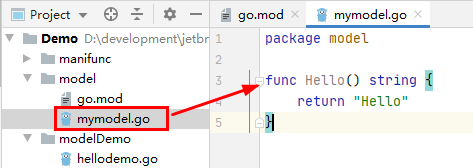 Project
go.mod
mymodel.go
Demo D:\development\jetbr
manifunc
model
go.mod
mymodel.go
modelDemo
hellodemo.go
1
package model
2
3
func Hello() string {
4
return "Hello"
5
}